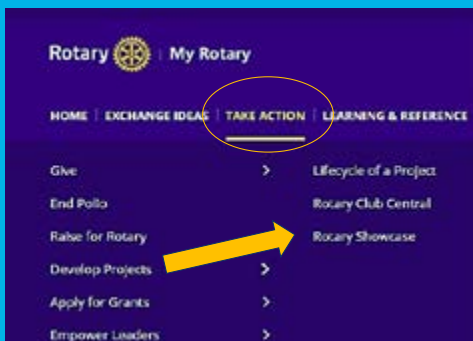 Rotary | My Rotary
HOME | EXCHANGE IDEAS | TAKE ACTION | LEARNING & REFERENCE
Give > Lifecycle of a Project
End Polio Rotary Club Central
Raise for Rotary Rotary Showcase
Develop Projects >
Apply for Grants >
Empower Leaders >